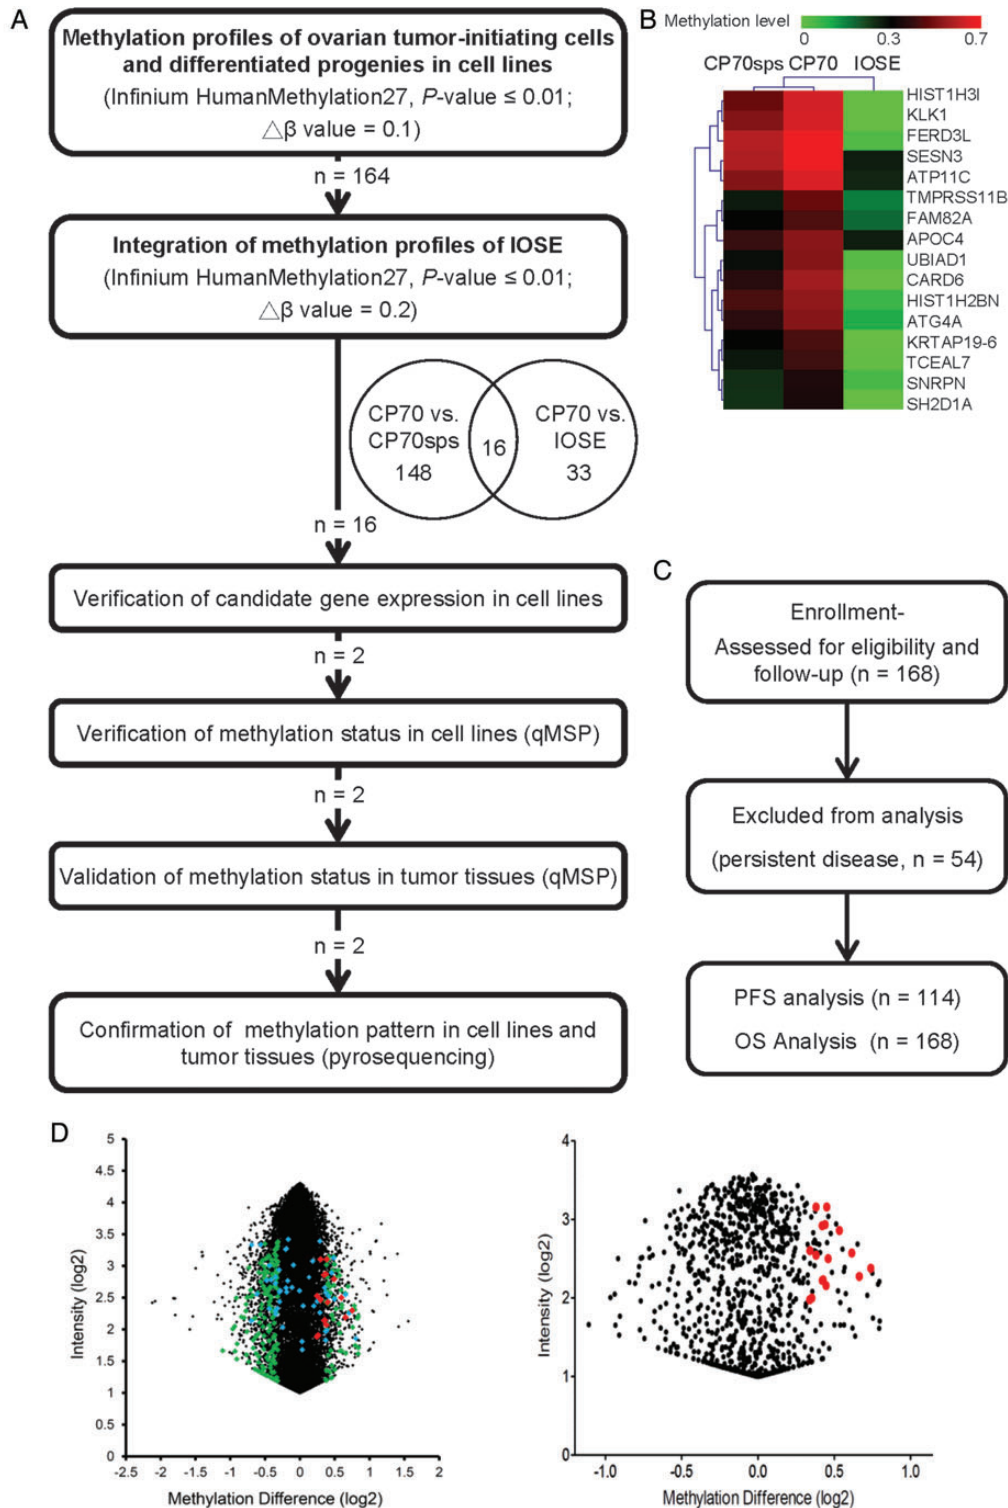 A
Methylation profiles of ovarian tumor-initiating cells
and differentiated progenies in cell lines
(Infinium HumanMethylation27, P-value ≤ 0.01;
△β value = 0.1)
n = 164
Integration of methylation profiles of IOSE
(Infinium HumanMethylation27, P-value ≤ 0.01;
△β value = 0.2)
CP70 vs.
CP70sps
148
16
CP70 vs.
IOSE
33
n = 16
Verification of candidate gene expression in cell lines
n = 2
Verification of methylation status in cell lines (qMSP)
n = 2
Validation of methylation status in tumor tissues (qMSP)
n = 2
Confirmation of methylation pattern in cell lines and
tumor tissues (pyrosequencing)
B
Methylation level
0 0.3 0.7
CP70sps CP70 IOSE
HIST1H3I
KLK1
FERD3L
SESN3
ATP11C
TMPRSS11B
FAM82A
APOC4
UBIAD1
CARD6
HIST1H2BN
ATG4A
KRTAP19-6
TCEAL7
SNRPN
SH2D1A
C
Enrollment-
Assessed for eligibility and
follow-up (n = 168)
Excluded from analysis
(persistent disease, n = 54)
PFS analysis (n = 114)
OS Analysis (n = 168)
D
Intensity (log2)
5
4.5
4
3.5
3
2.5
2
1.5
1
0.5
0
-2.5 -2 -1.5 -1 -0.5 0 0.5 1 1.5 2
Methylation Difference (log2)
Intensity (log2)
4
3
2
1
0
-1.0 -0.5 0.0 0.5 1.0
Methylation Difference (log2)